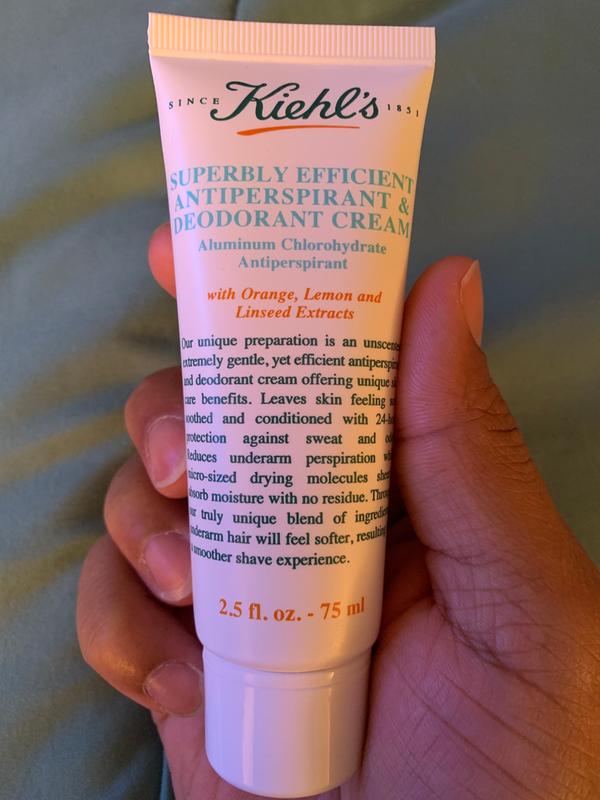 SINCE Kiehl's 1851
SUPERBLY EFFICIENT
ANTIPERSPIRANT &
DEODORANT CREAM
Aluminum Chlorohydrate
Antiperspirant
with Orange, Lemon and
Linseed Extracts
Our unique preparation is an
extremely gentle, yet efficient
and deodorant cream offering unique
care benefits. Leaves skin feeling
soothed and conditioned with
protection against sweat and
Reduces underarm perspiration
micro-sized drying molecules
absorb moisture with no residue.
our truly unique blend of
underarm hair will feel softer,
smoother shave experience.
2.5 fl. oz. - 75 ml